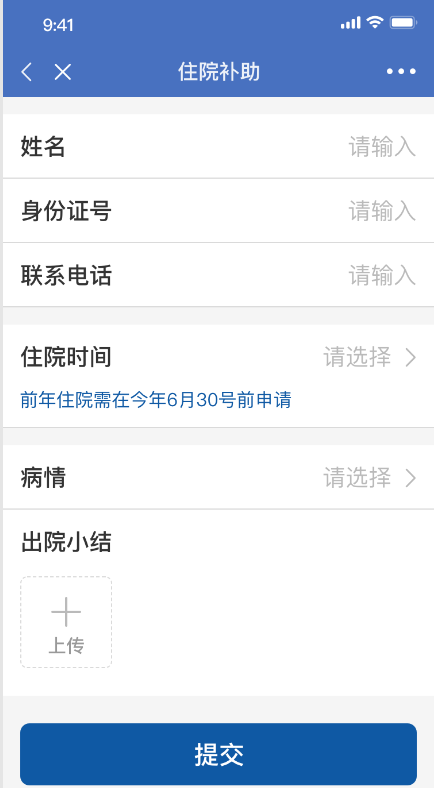 9:41
住院补助
姓名 请输入
身份证号 请输入
联系电话 请输入
住院时间 请选择
前年住院需在今年6月30号前申请
病情 请选择
出院小结
上传
提交